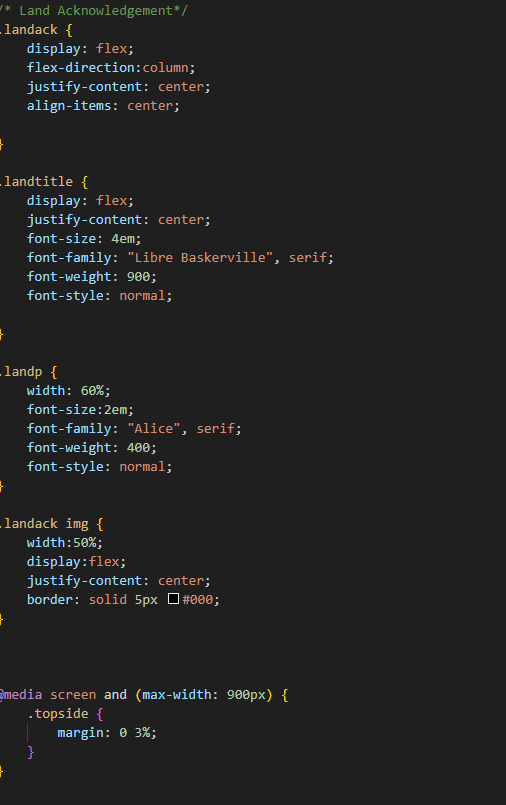 /* Land Acknowledgement*/
.landack {
    display: flex;
    flex-direction:column;
    justify-content: center;
    align-items: center;

}

.landtitle {
    display: flex;
    justify-content: center;
    font-size: 4em;
    font-family: "Libre Baskerville", serif;
    font-weight: 900;
    font-style: normal;

}

.landp {
    width: 60%;
    font-size:2em;
    font-family: "Alice", serif;
    font-weight: 400;
    font-style: normal;
}

.landack img {
    width:50%;
    display:flex;
    justify-content: center;
    border: solid 5px #000;
}

@media screen and (max-width: 900px) {
    .topside {
        margin: 0 3%;
    }
}